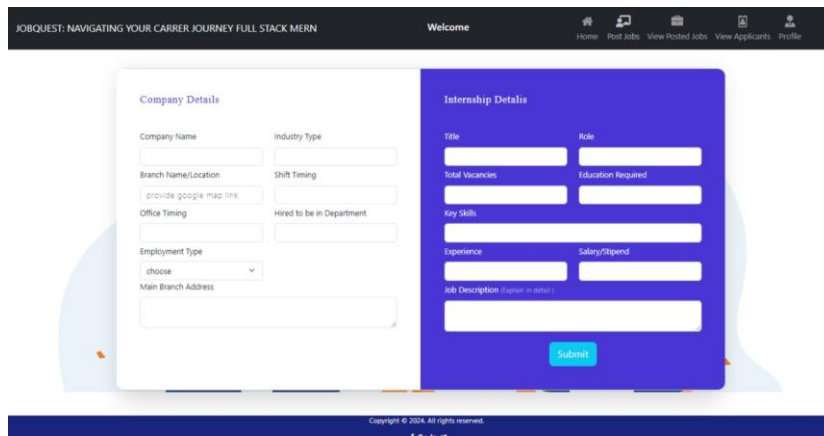 JOBQUEST: NAVIGATING YOUR CARRER JOURNEY FULL STACK MERN
Welcome
Home Post Jobs View Posted Jobs View Applicants Profile
Company Details
Company Name Industry Type
Branch Name/Location Shift Timing
provide google map link
Office Timing Hired to be in Department
Employment Type
choose
Main Branch Address
Internship Detalis
Title Role
Total Vacancies Education Required
Key Skills
Experience Salary/Stipend
Job Description (Explain in detail )
Submit
Copyright © 2024. All rights reserved.